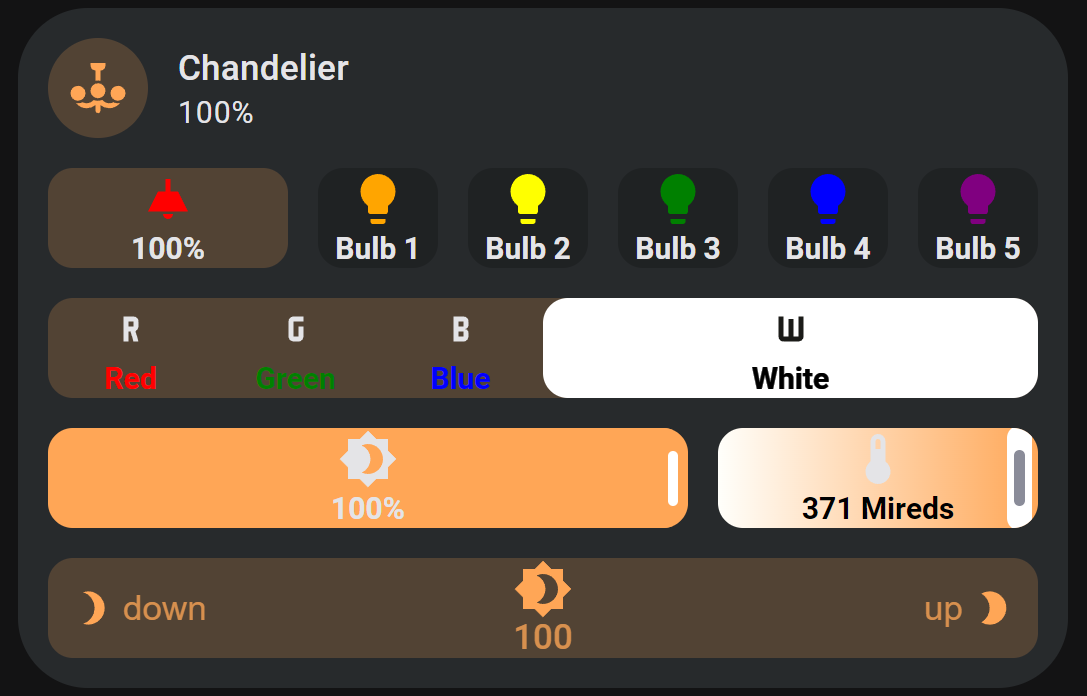 Chandelier
100%
100% Bulb 1 Bulb 2 Bulb 3 Bulb 4 Bulb 5
R G B W
Red Green Blue White
100% 371 Mireds
down up
100